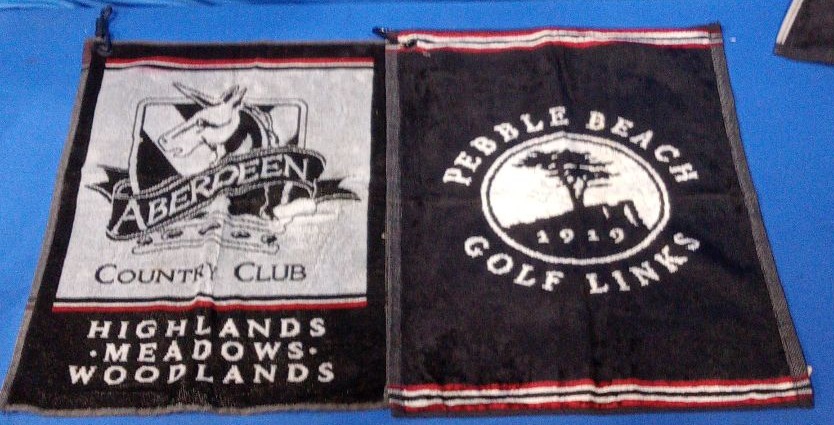 ABERDEEN
COUNTRY CLUB
HIGHLANDS
·MEADOWS·
WOODLANDS
PEBBLE BEACH
1919
GOLF LINKS